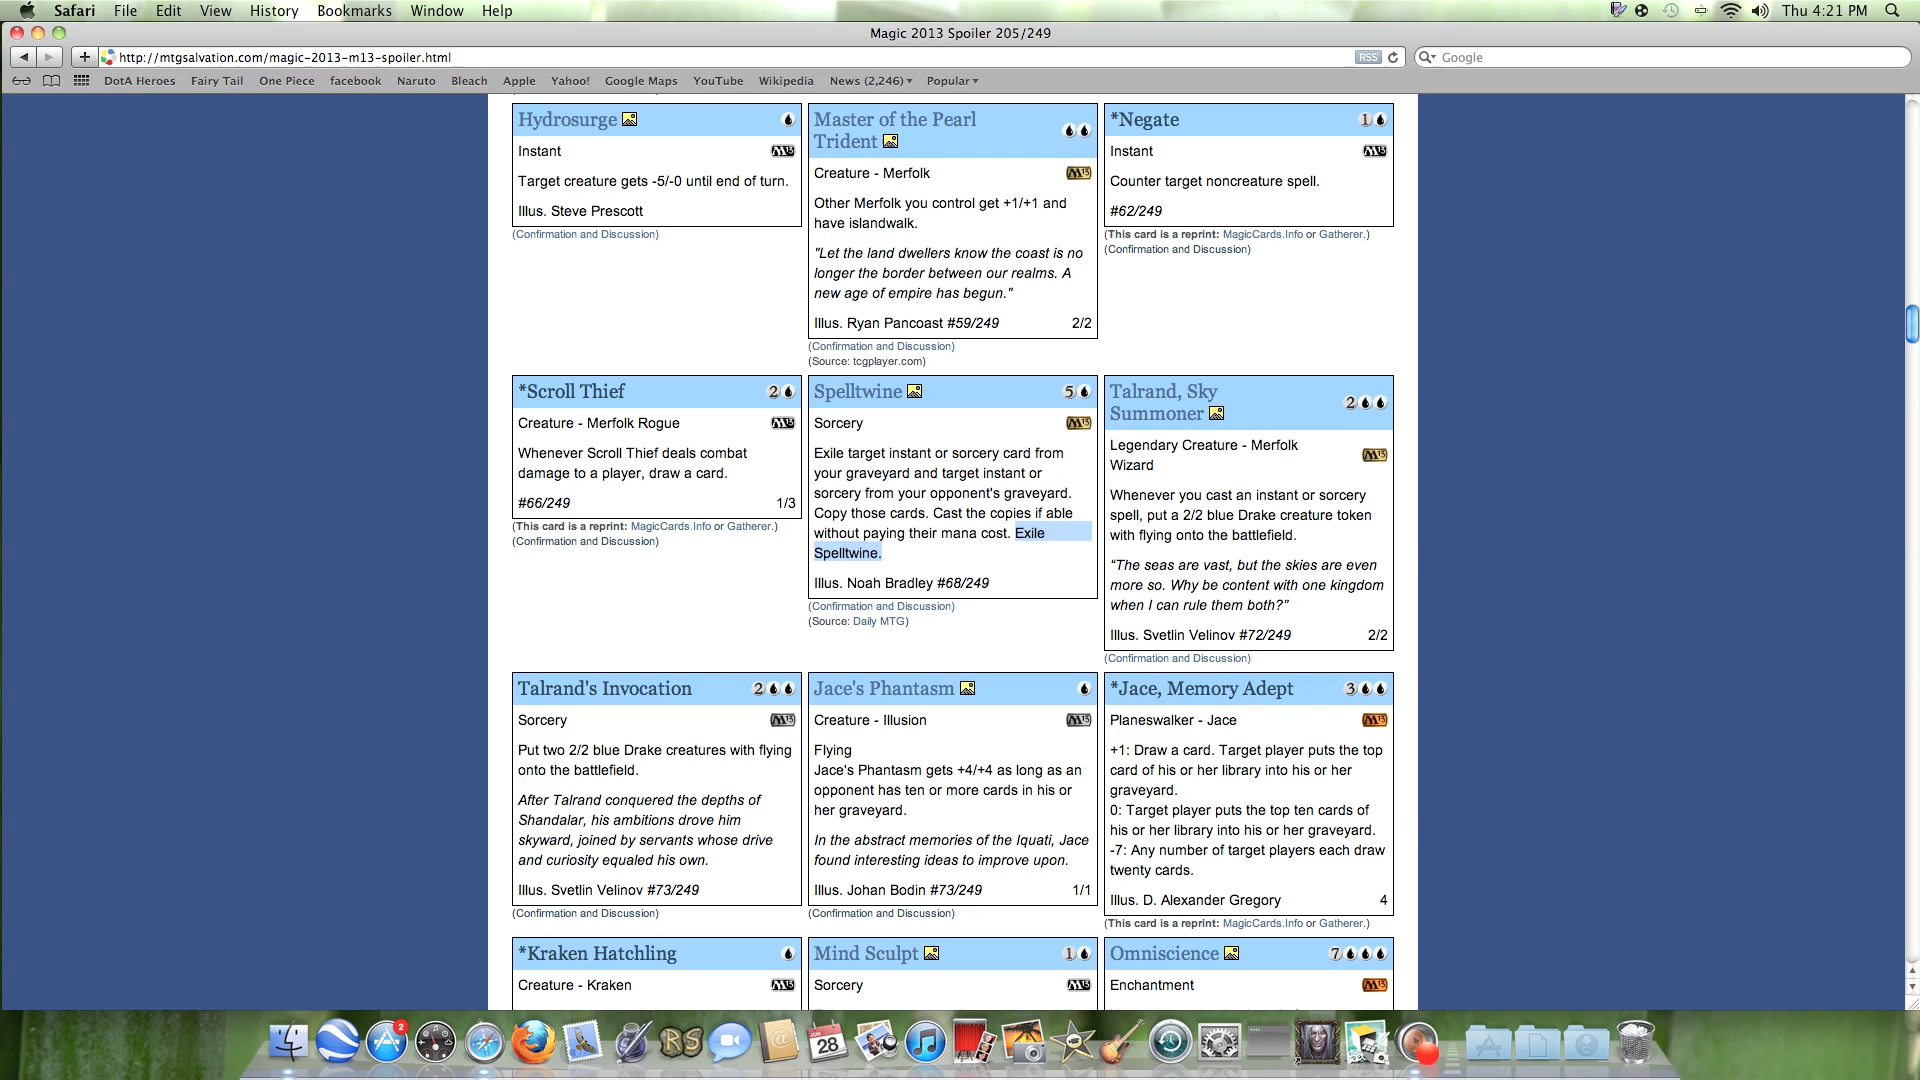 Safari File Edit View History Bookmarks Window Help
Thu 4:21 PM
Magic 2013 Spoiler 205/249
http://mtgsalvation.com/magic-2013-m13-spoiler.html
RSS
Google
DotA Heroes Fairy Tail One Piece facebook Naruto Bleach Apple Yahoo! Google Maps YouTube Wikipedia News (2,246) Popular
Hydrosurge
Instant
M13
Target creature gets -5/-0 until end of turn.
Illus. Steve Prescott
(Confirmation and Discussion)
Master of the Pearl
Trident
Creature - Merfolk
M13
Other Merfolk you control get +1/+1 and
have islandwalk.
"Let the land dwellers know the coast is no
longer the border between our realms. A
new age of empire has begun."
Illus. Ryan Pancoast #59/249 2/2
(Confirmation and Discussion)
(Source: tcgplayer.com)
*Negate 1
Instant
M13
Counter target noncreature spell.
#62/249
(This card is a reprint: MagicCards.Info or Gatherer.)
(Confirmation and Discussion)
*Scroll Thief 2
Creature - Merfolk Rogue
M13
Whenever Scroll Thief deals combat
damage to a player, draw a card.
#66/249 1/3
(This card is a reprint: MagicCards.Info or Gatherer.)
(Confirmation and Discussion)
Spelltwine 5
Sorcery
M13
Exile target instant or sorcery card from
your graveyard and target instant or
sorcery from your opponent's graveyard.
Copy those cards. Cast the copies if able
without paying their mana cost. Exile
Spelltwine.
Illus. Noah Bradley #68/249
(Confirmation and Discussion)
(Source: Daily MTG)
Talrand, Sky
Summoner 2
Legendary Creature - Merfolk
Wizard
M13
Whenever you cast an instant or sorcery
spell, put a 2/2 blue Drake creature token
with flying onto the battlefield.
“The seas are vast, but the skies are even
more so. Why be content with one kingdom
when I can rule them both?”
Illus. Svetlin Velinov #72/249 2/2
(Confirmation and Discussion)
Talrand's Invocation 2
Sorcery
M13
Put two 2/2 blue Drake creatures with flying
onto the battlefield.
After Talrand conquered the depths of
Shandalar, his ambitions drove him
skyward, joined by servants whose drive
and curiosity equaled his own.
Illus. Svetlin Velinov #73/249
(Confirmation and Discussion)
Jace's Phantasm
Creature - Illusion
M13
Flying
Jace's Phantasm gets +4/+4 as long as an
opponent has ten or more cards in his or
her graveyard.
In the abstract memories of the Iquati, Jace
found interesting ideas to improve upon.
Illus. Johan Bodin #73/249 1/1
(Confirmation and Discussion)
*Jace, Memory Adept 3
Planeswalker - Jace
M13
+1: Draw a card. Target player puts the top
card of his or her library into his or her
graveyard.
0: Target player puts the top ten cards of
his or her library into his or her graveyard.
-7: Any number of target players each draw
twenty cards.
Illus. D. Alexander Gregory 4
(This card is a reprint: MagicCards.Info or Gatherer.)
*Kraken Hatchling
Creature - Kraken
M13
Mind Sculpt 1
Sorcery
M13
Omniscience 7
Enchantment
M13
2
RS
JUN
28